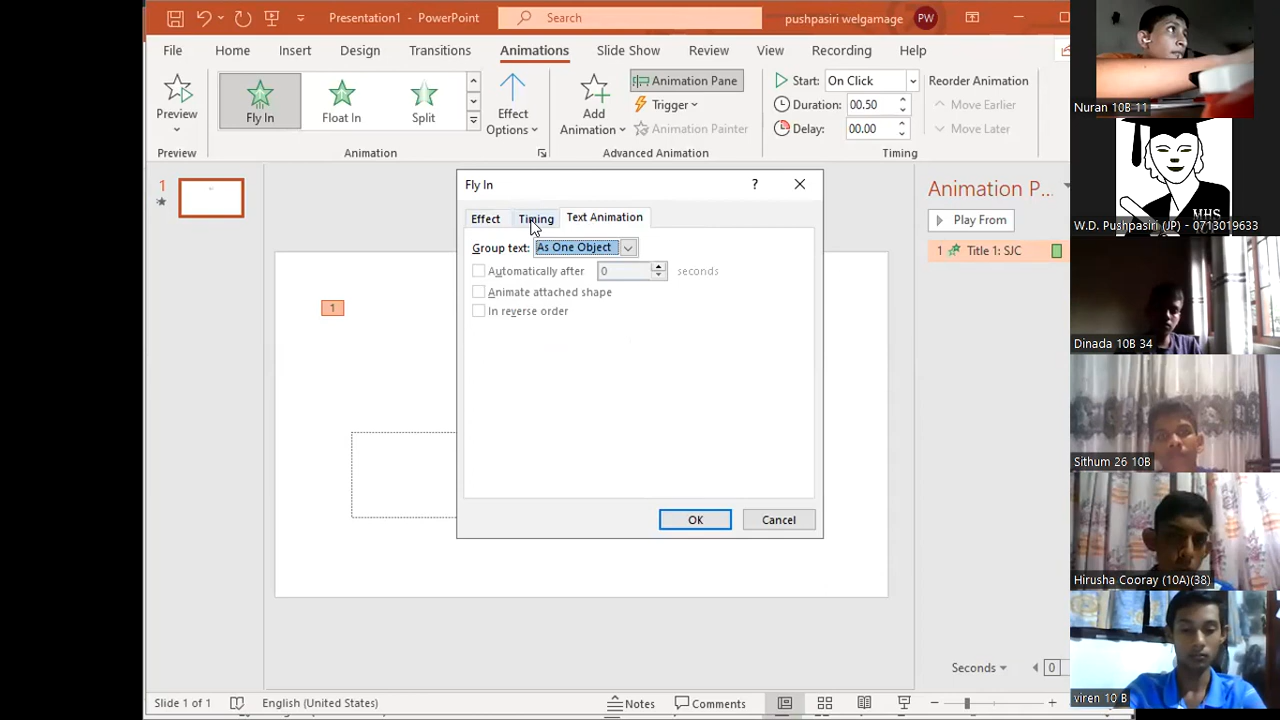 Presentation1 - PowerPoint
Search
pushpasiri welgamage
PW
File
Home
Insert
Design
Transitions
Animations
Slide Show
Review
View
Recording
Help
Preview
Fly In
Float In
Split
Effect
Options
Add
Animation
Animation Pane
Trigger
Animation Painter
Start: On Click
Duration: 00.50
Delay: 00.00
Reorder Animation
Move Earlier
Move Later
Preview
Animation
Advanced Animation
Timing
1
1
Fly In
?
Effect
Timing
Text Animation
Group text: As One Object
Automatically after 0 seconds
Animate attached shape
In reverse order
OK
Cancel
Animation P...
Play From
1 Title 1: SJC
Seconds
0
Slide 1 of 1
English (United States)
Notes
Comments
Nuran 10B 11
MHS
ICT
W.D. Pushpasiri (JP) - 0713019633
Dinada 10B 34
Sithum 26 10B
Hirusha Cooray (10A)(38)
viren 10 B